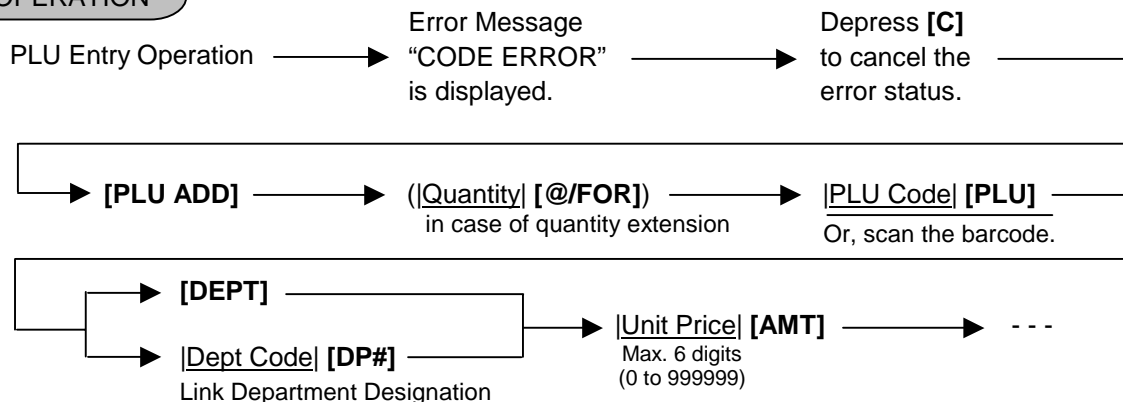 OPERATION
PLU Entry Operation
Error Message
“CODE ERROR”
is displayed.
Depress [C]
to cancel the
error status.
[PLU ADD]
(|Quantity| [@/FOR])
in case of quantity extension
|PLU Code| [PLU]
Or, scan the barcode.
[DEPT]
|Dept Code| [DP#]
Link Department Designation
|Unit Price| [AMT]
Max. 6 digits
(0 to 999999)
- - -